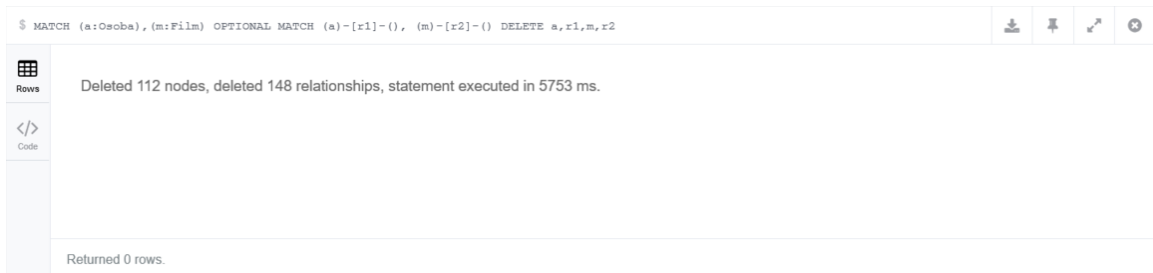 $ MATCH (a:Osoba),(m:Film) OPTIONAL MATCH (a)-[r1]-(), (m)-[r2]-() DELETE a,r1,m,r2
Rows
Deleted 112 nodes, deleted 148 relationships, statement executed in 5753 ms.
</>
Code
Returned 0 rows.